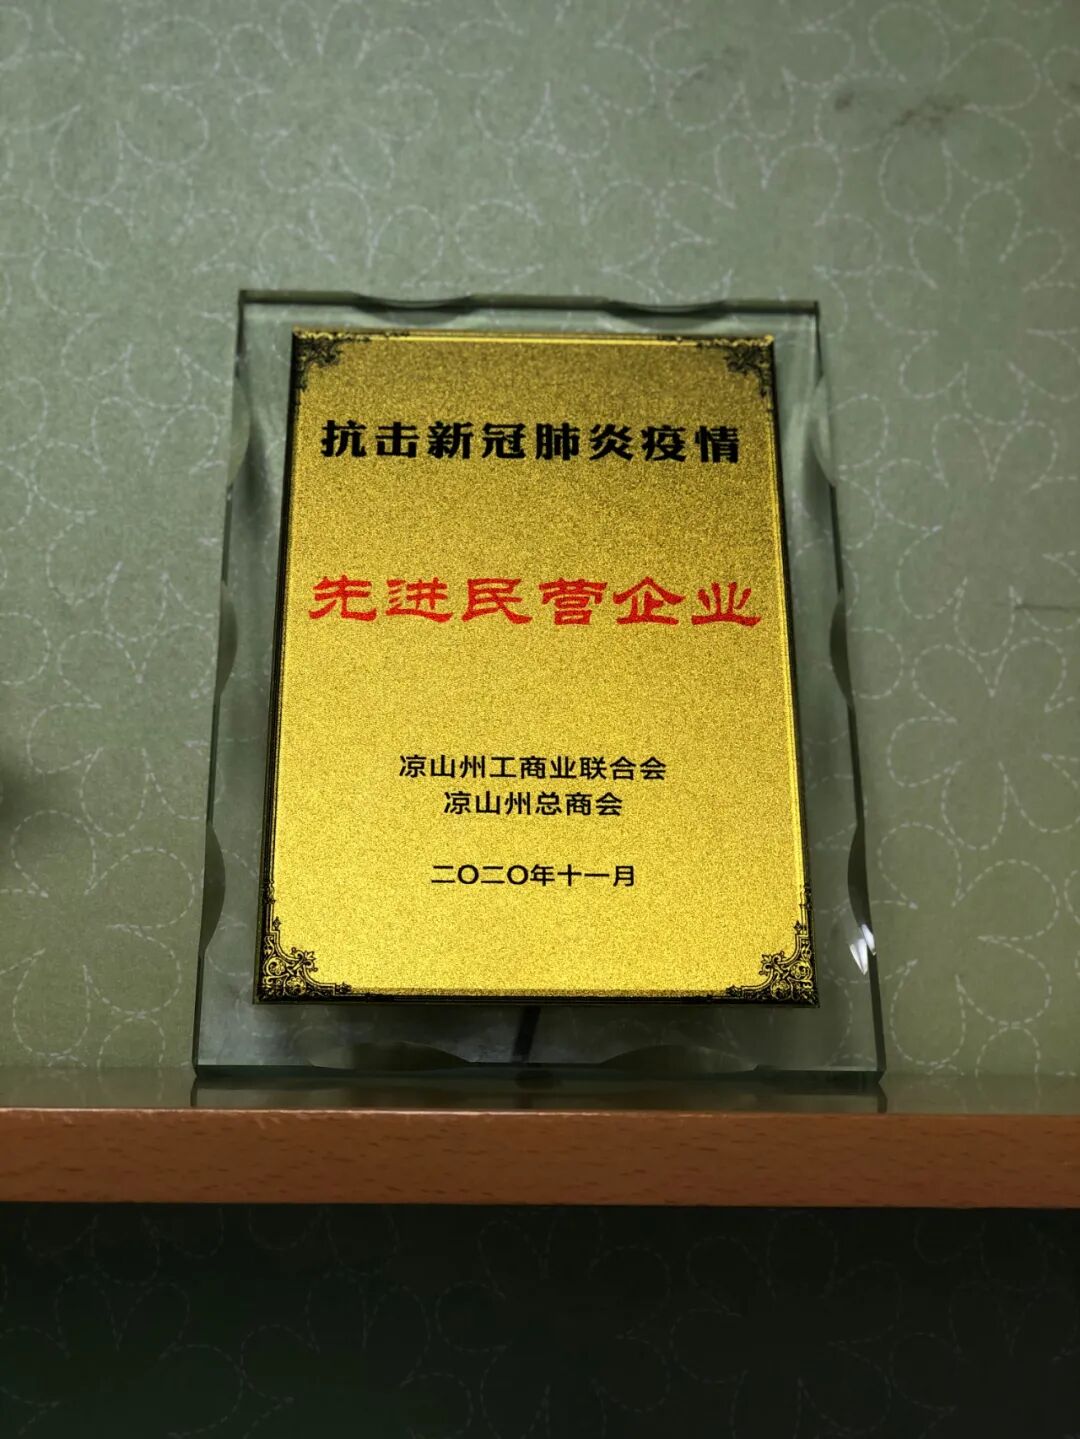 抗击新冠肺炎疫情
先进民营企业
凉山州工商业联合会
凉山州总商会
二〇二〇年十一月